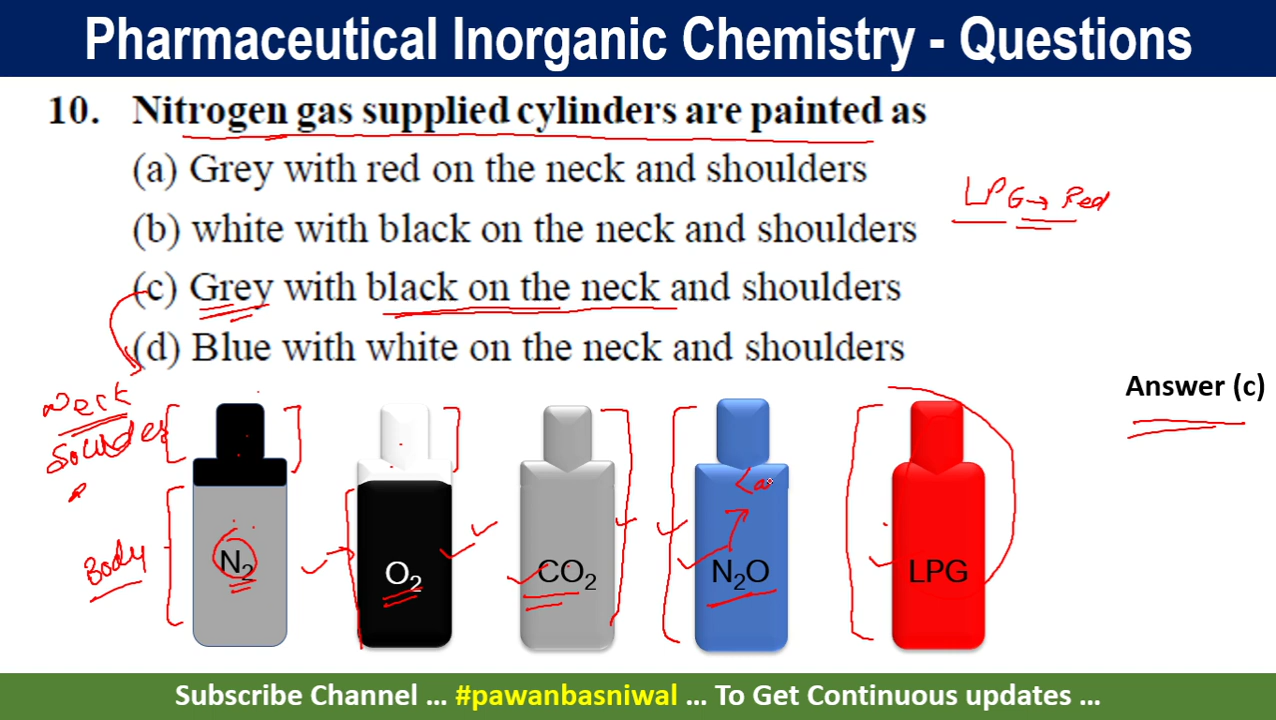 Pharmaceutical Inorganic Chemistry - Questions
10. Nitrogen gas supplied cylinders are painted as
(a) Grey with red on the neck and shoulders
(b) white with black on the neck and shoulders
(c) Grey with black on the neck and shoulders
(d) Blue with white on the neck and shoulders
LPG → Red
Answer (c)
Neck
Body
N2
O2
CO2
N2O
LPG
Subscribe Channel ... #pawanbasniwal ... To Get Continuous updates ...